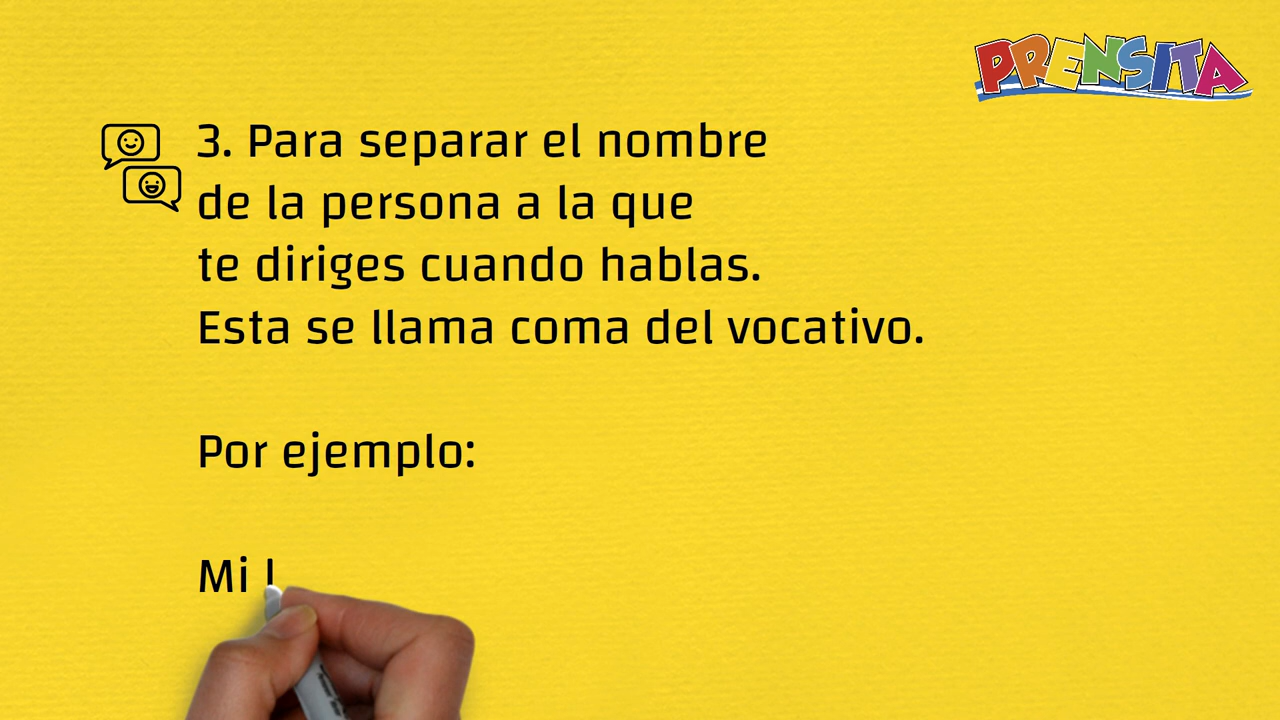 PRENSITA
3. Para separar el nombre
de la persona a la que
te diriges cuando hablas.
Esta se llama coma del vocativo.
Por ejemplo:
Mi